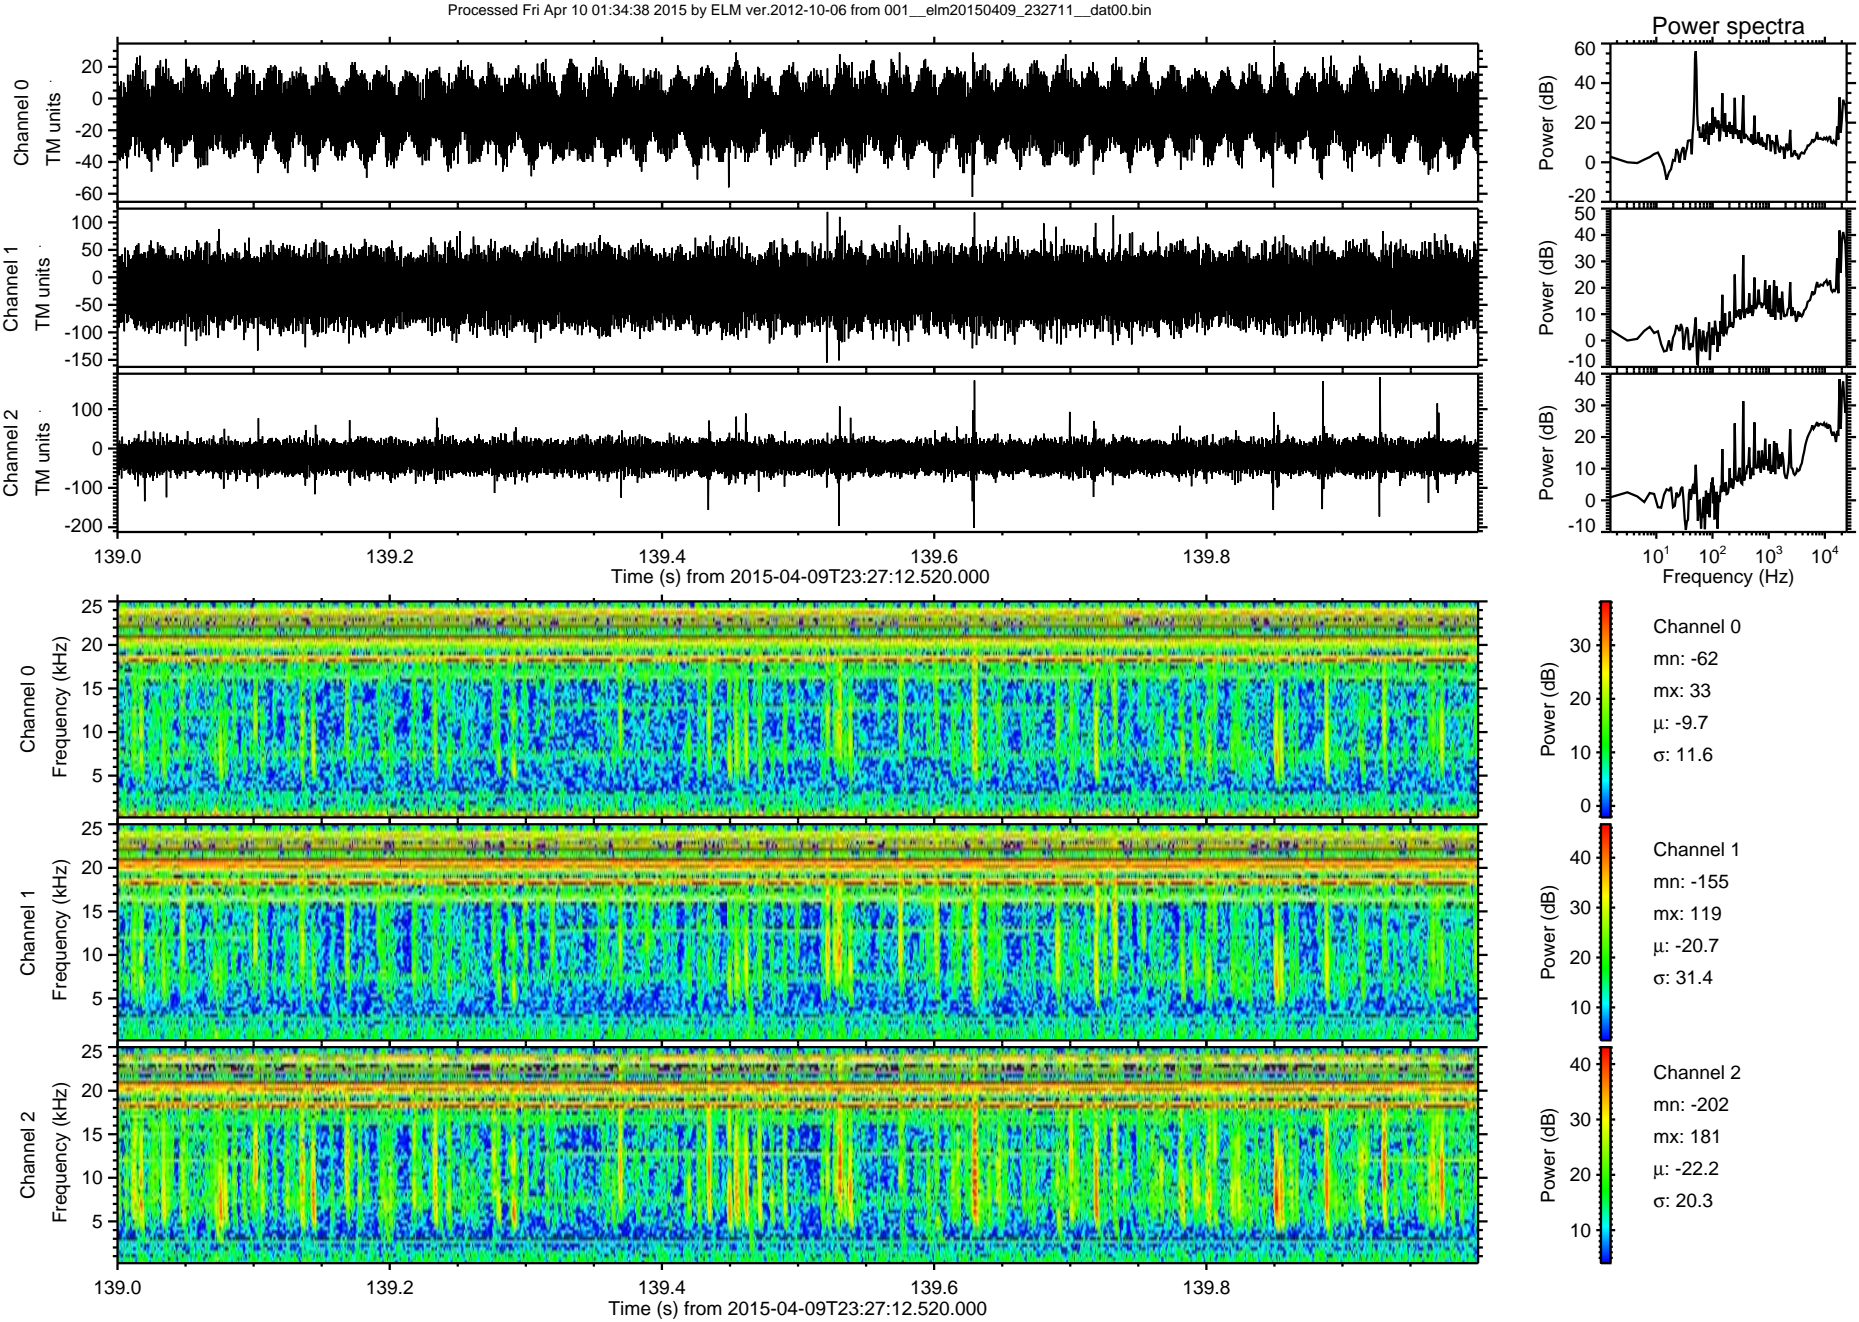 Processed Fri Apr 10 01:34:38 2015 by ELM ver.2012-10-06 from 001__elm20150409_232711__dat00.bin
Power spectra
Channel 0
TM units
20
0
-20
-40
-60
Power (dB)
60
40
20
0
-20
Channel 1
TM units
100
50
0
-50
-100
-150
Power (dB)
50
40
30
20
10
0
-10
Channel 2
TM units
100
0
-100
-200
Power (dB)
40
30
20
10
0
-10
139.0 139.2 139.4 139.6 139.8
Time (s) from 2015-04-09T23:27:12.520.000
10¹ 10² 10³ 10⁴
Frequency (Hz)
Channel 0
Frequency (kHz)
25
20
15
10
5
Power (dB)
30
20
10
0
Channel 0
mn: -62
mx: 33
μ: -9.7
σ: 11.6
Channel 1
Frequency (kHz)
25
20
15
10
5
Power (dB)
40
30
20
10
Channel 1
mn: -155
mx: 119
μ: -20.7
σ: 31.4
Channel 2
Frequency (kHz)
25
20
15
10
5
Power (dB)
40
30
20
10
Channel 2
mn: -202
mx: 181
μ: -22.2
σ: 20.3
139.0 139.2 139.4 139.6 139.8
Time (s) from 2015-04-09T23:27:12.520.000